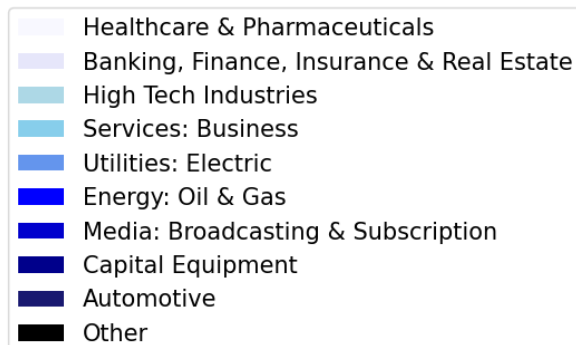 Healthcare & Pharmaceuticals
Banking, Finance, Insurance & Real Estate
High Tech Industries
Services: Business
Utilities: Electric
Energy: Oil & Gas
Media: Broadcasting & Subscription
Capital Equipment
Automotive
Other